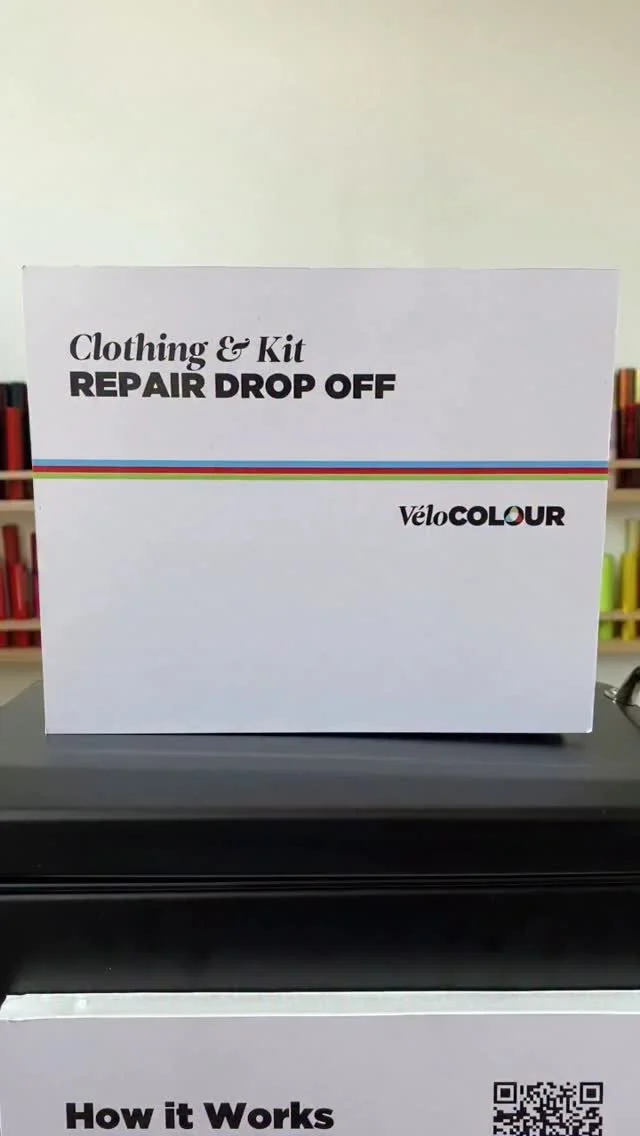 Clothing & Kit
REPAIR DROP OFF
VéloCOLOUR
How it Works